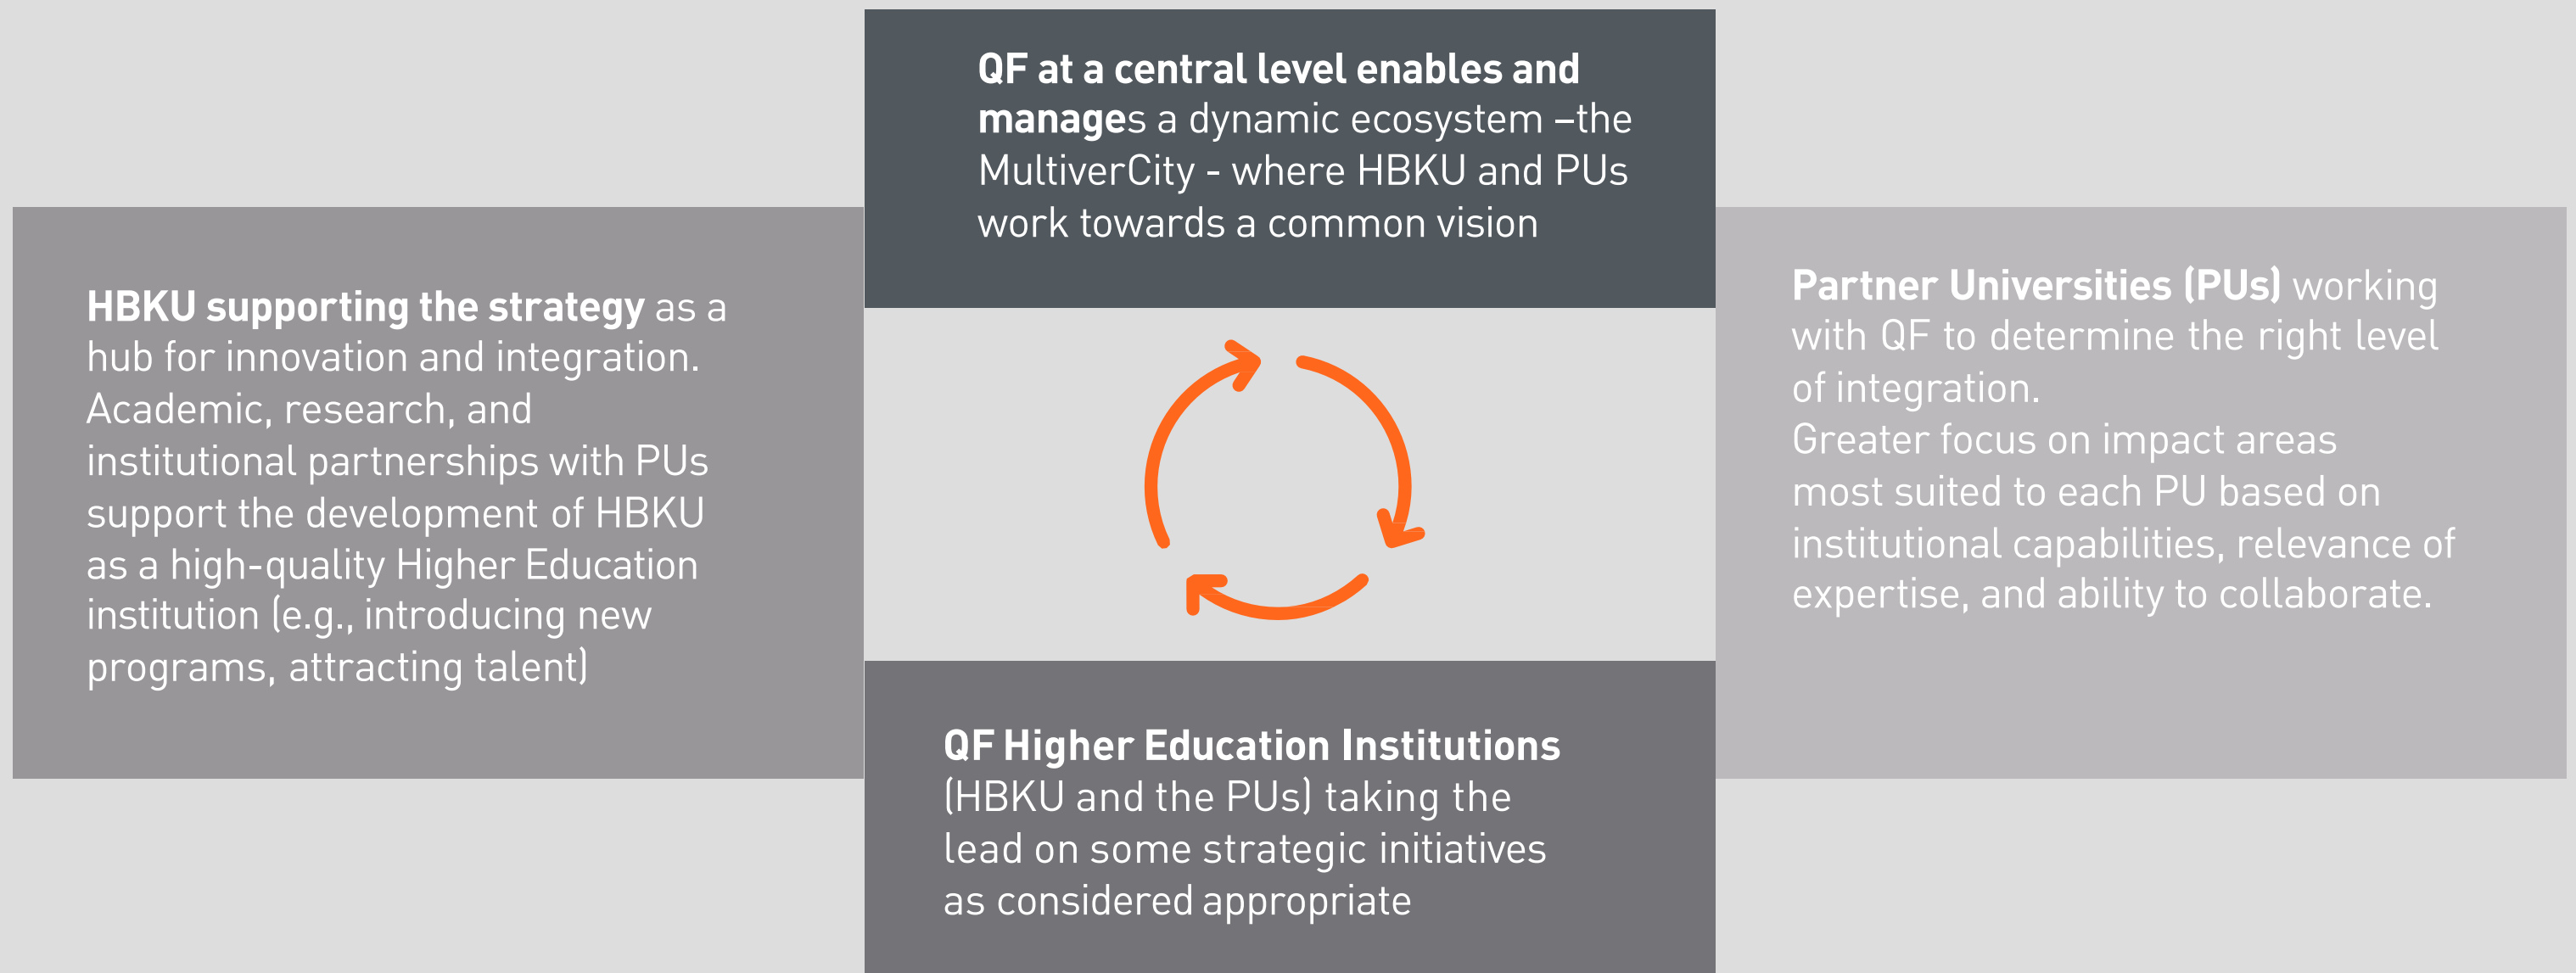 QF at a central level enables and
manages a dynamic ecosystem –the
MultiverCity - where HBKU and PUs
work towards a common vision
HBKU supporting the strategy as a
hub for innovation and integration.
Academic, research, and
institutional partnerships with PUs
support the development of HBKU
as a high-quality Higher Education
institution (e.g., introducing new
programs, attracting talent)
Partner Universities (PUs) working
with QF to determine the right level
of integration.
Greater focus on impact areas
most suited to each PU based on
institutional capabilities, relevance of
expertise, and ability to collaborate.
QF Higher Education Institutions
(HBKU and the PUs) taking the
lead on some strategic initiatives
as considered appropriate